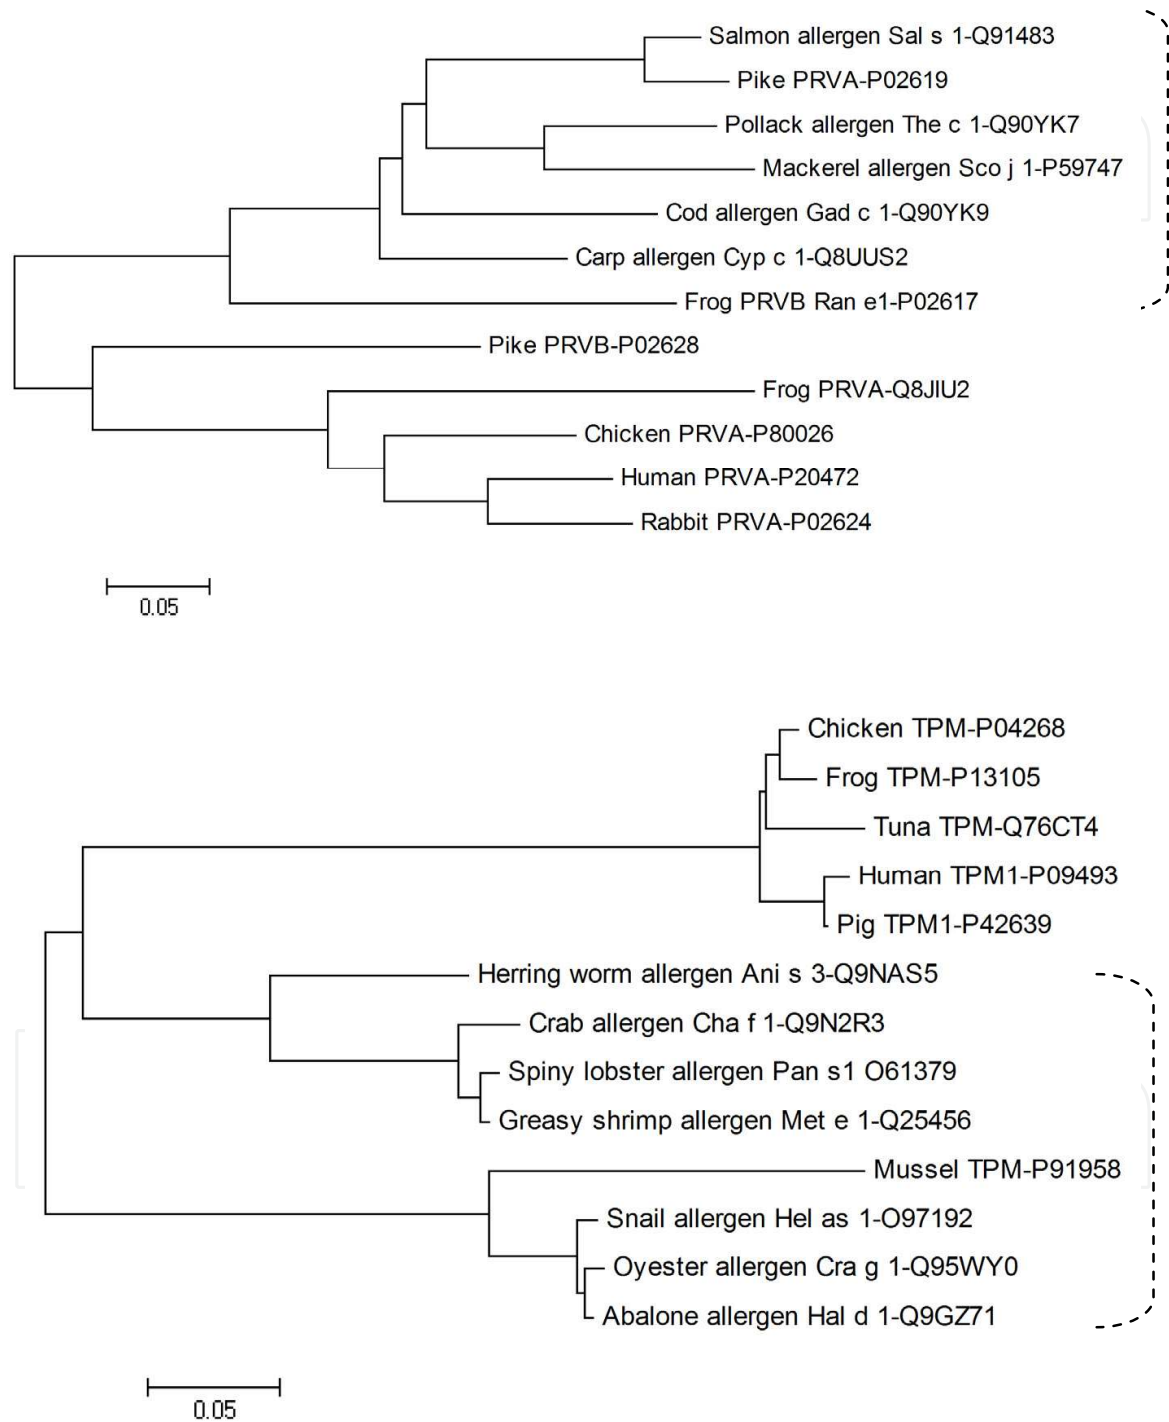 Salmon allergen Sal s 1-Q91483
Pike PRVA-P02619
Pollack allergen The c 1-Q90YK7
Mackerel allergen Sco j 1-P59747
Cod allergen Gad c 1-Q90YK9
Carp allergen Cyp c 1-Q8UUS2
Frog PRVB Ran e1-P02617
Pike PRVB-P02628
Frog PRVA-Q8JIU2
Chicken PRVA-P80026
Human PRVA-P20472
Rabbit PRVA-P02624
0.05
Chicken TPM-P04268
Frog TPM-P13105
Tuna TPM-Q76CT4
Human TPM1-P09493
Pig TPM1-P42639
Herring worm allergen Ani s 3-Q9NAS5
Crab allergen Cha f 1-Q9N2R3
Spiny lobster allergen Pan s1 O61379
Greasy shrimp allergen Met e 1-Q25456
Mussel TPM-P91958
Snail allergen Hel as 1-O97192
Oyester allergen Cra g 1-Q95WY0
Abalone allergen Hal d 1-Q9GZ71
0.05